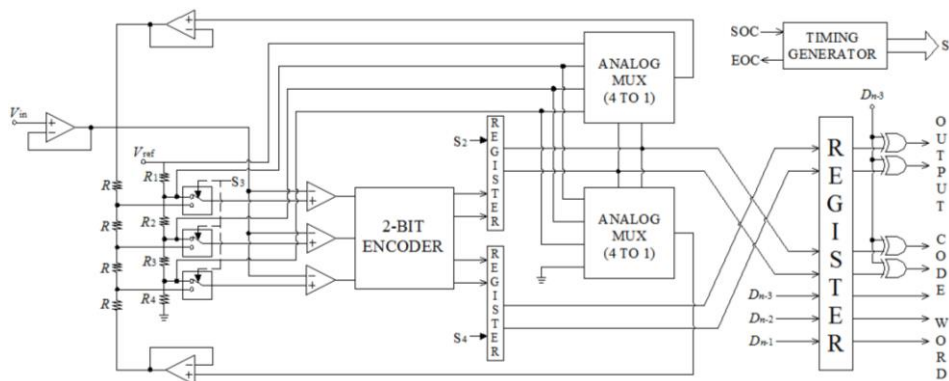 SOC
EOC
TIMING
GENERATOR
S
ANALOG
MUX
(4 TO 1)
Vin
Vref
R1
R2
R3
R4
R
R
R
R
S3
2-BIT
ENCODER
S2
REGISTER
S4
REGISTER
ANALOG
MUX
(4 TO 1)
Dn-3
REGISTER
Dn-3
Dn-2
Dn-1
OUTPUT
CODE
WORD